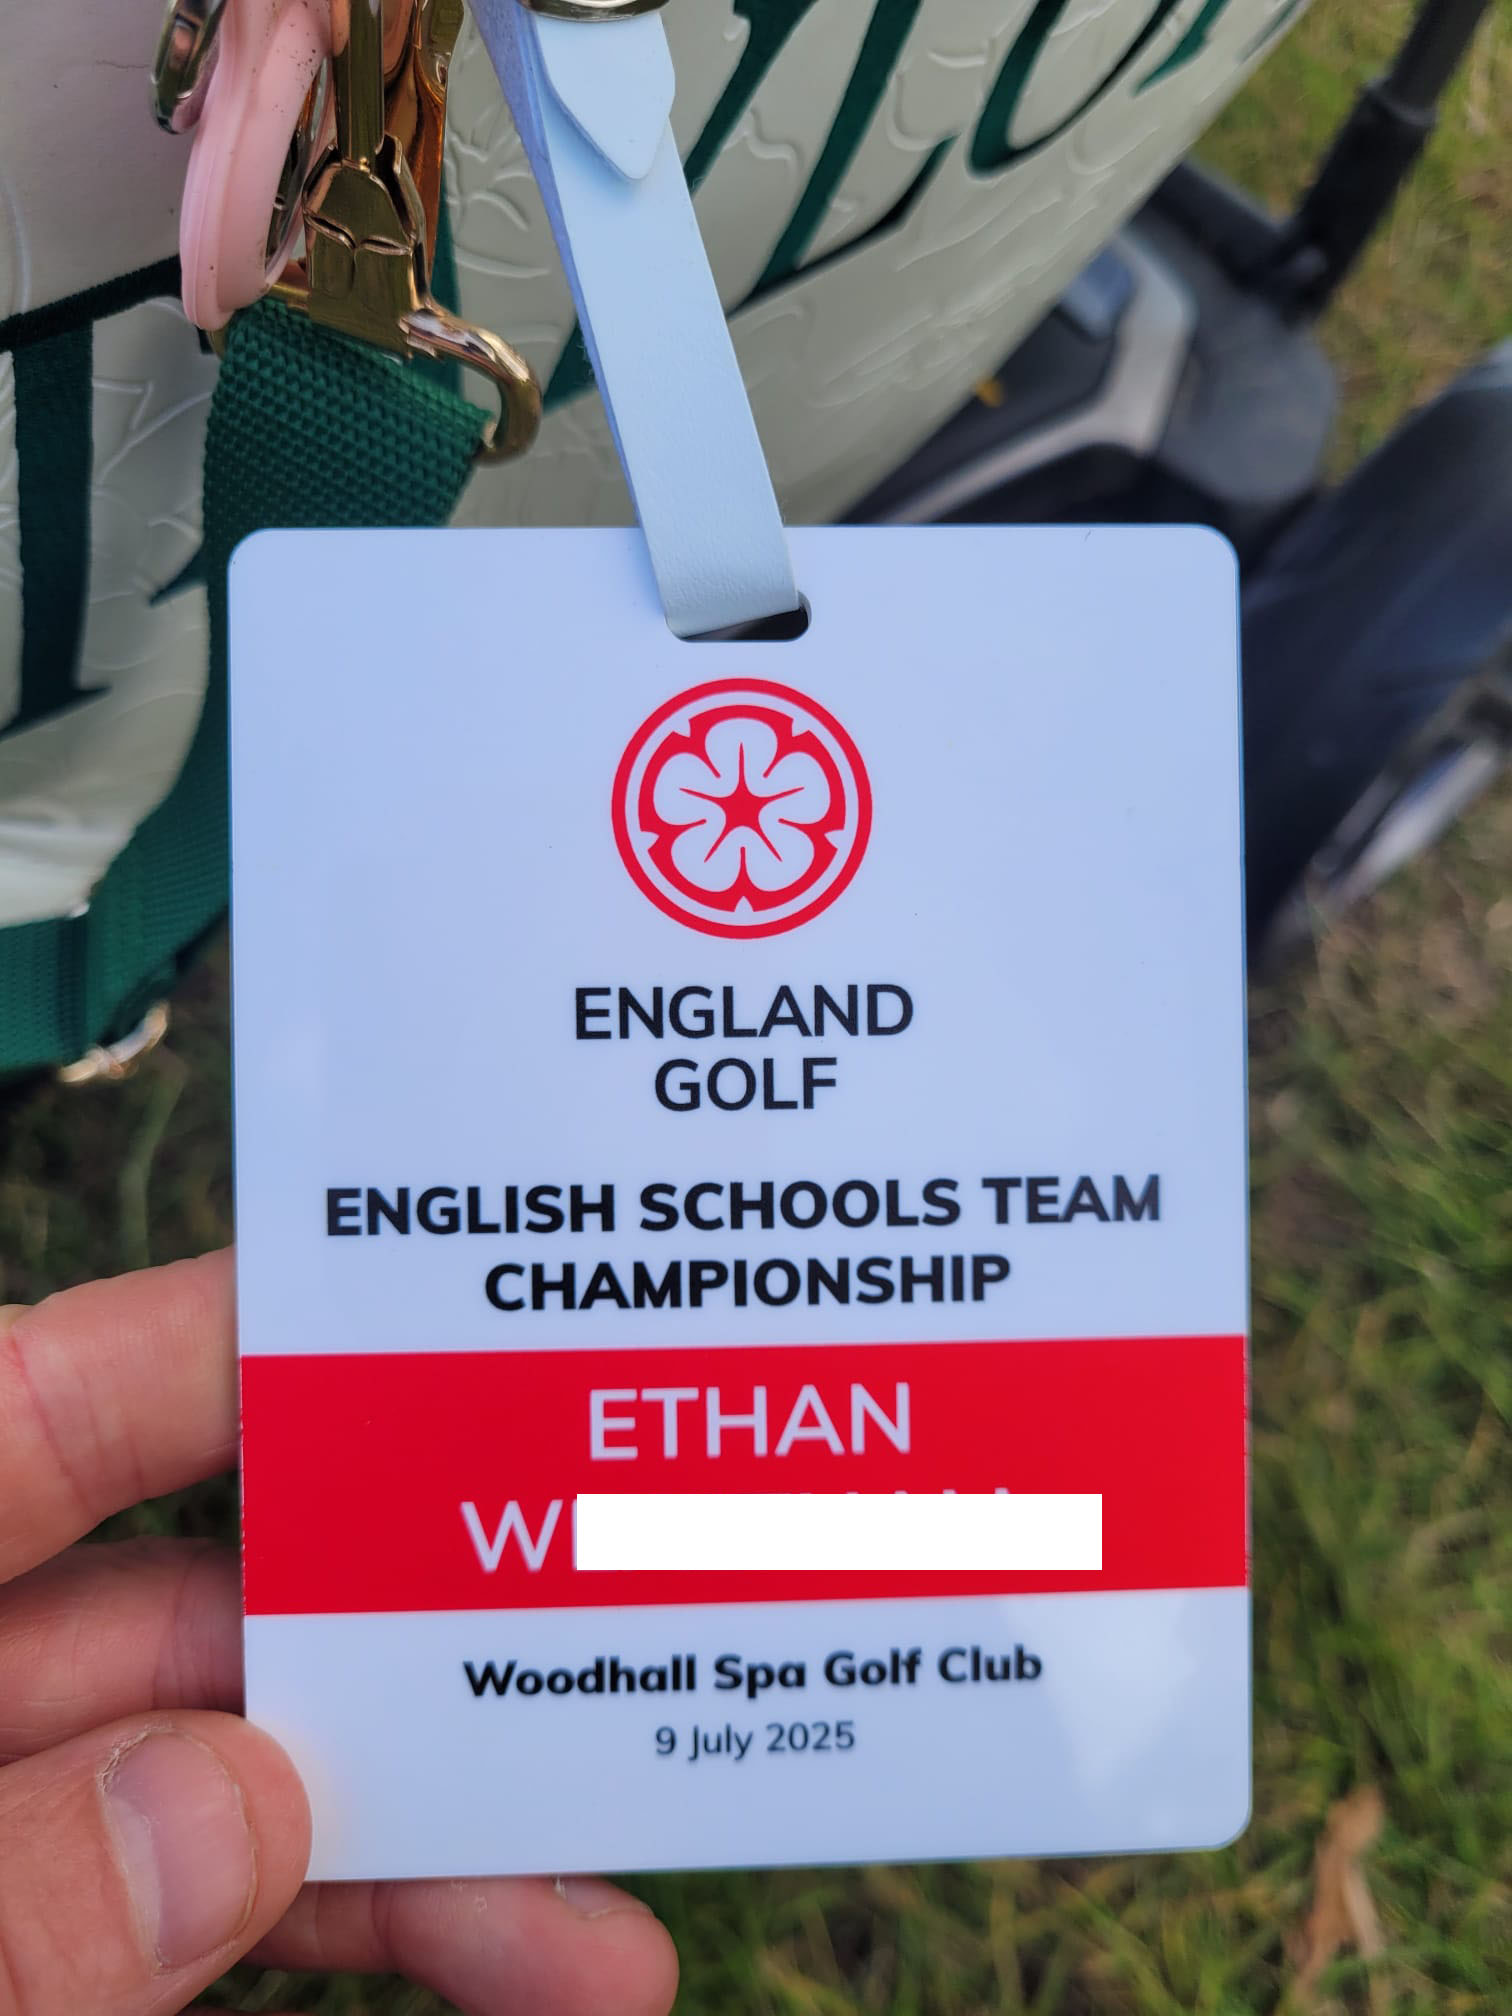 ENGLAND
GOLF
ENGLISH SCHOOLS TEAM
CHAMPIONSHIP
ETHAN
Woodhall Spa Golf Club
9 July 2025